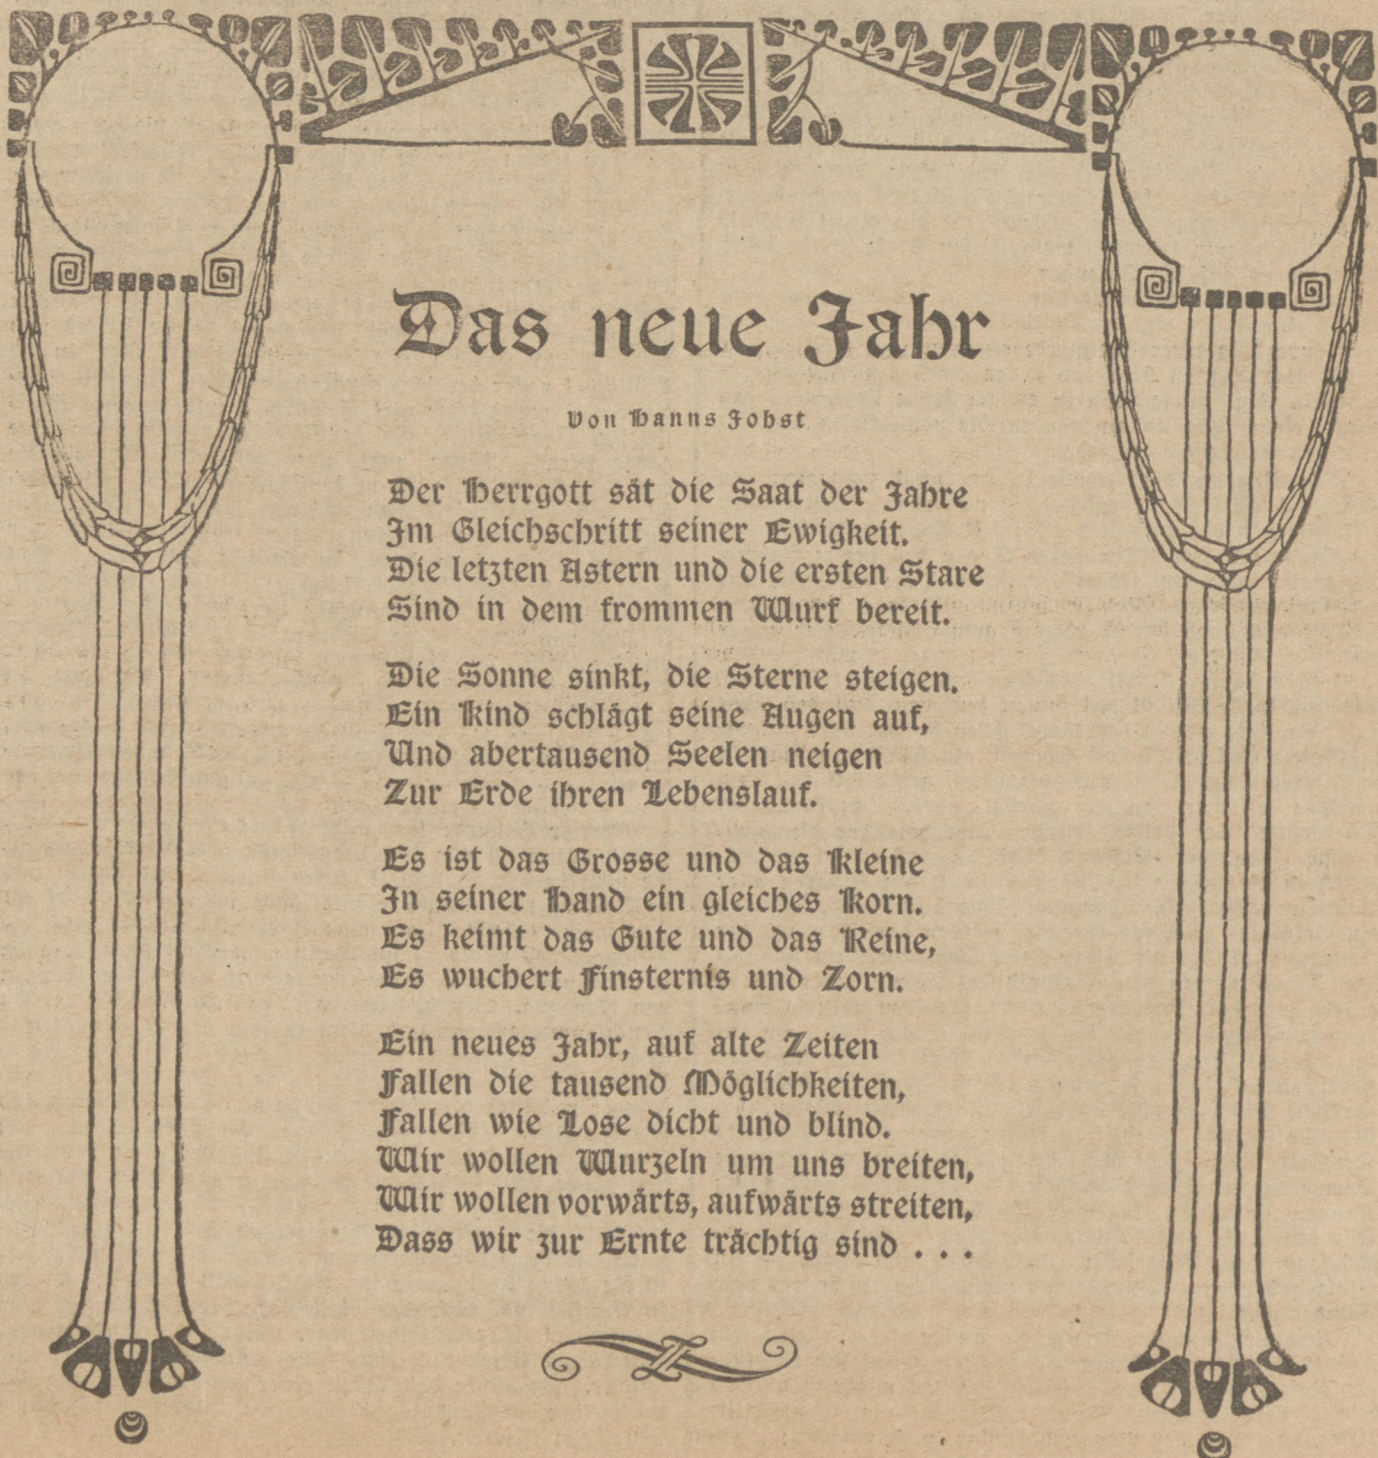 Das neue Jahr
Von Hanns Jobst
Der Herrgott sät die Saat der Jahre
Im Gleichschritt seiner Ewigkeit.
Die letzten Astern und die ersten Stare
Sind in dem frommen Wurf bereit.
Die Sonne sinkt, die Sterne steigen.
Ein Kind schlägt seine Augen auf,
Und abertausend Seelen neigen
Zur Erde ihren Lebenslauf.
Es ist das Grosse und das Kleine
In seiner Hand ein gleiches Korn.
Es keimt das Gute und das Reine,
Es wuchert Finsternis und Zorn.
Ein neues Jahr, auf alte Zeiten
Fallen die tausend Möglichkeiten,
Fallen wie Lose dicht und blind.
Wir wollen Wurzeln um uns breiten,
Wir wollen vorwärts, aufwärts streiten,
Dass wir zur Ernte trächtig sind . . .